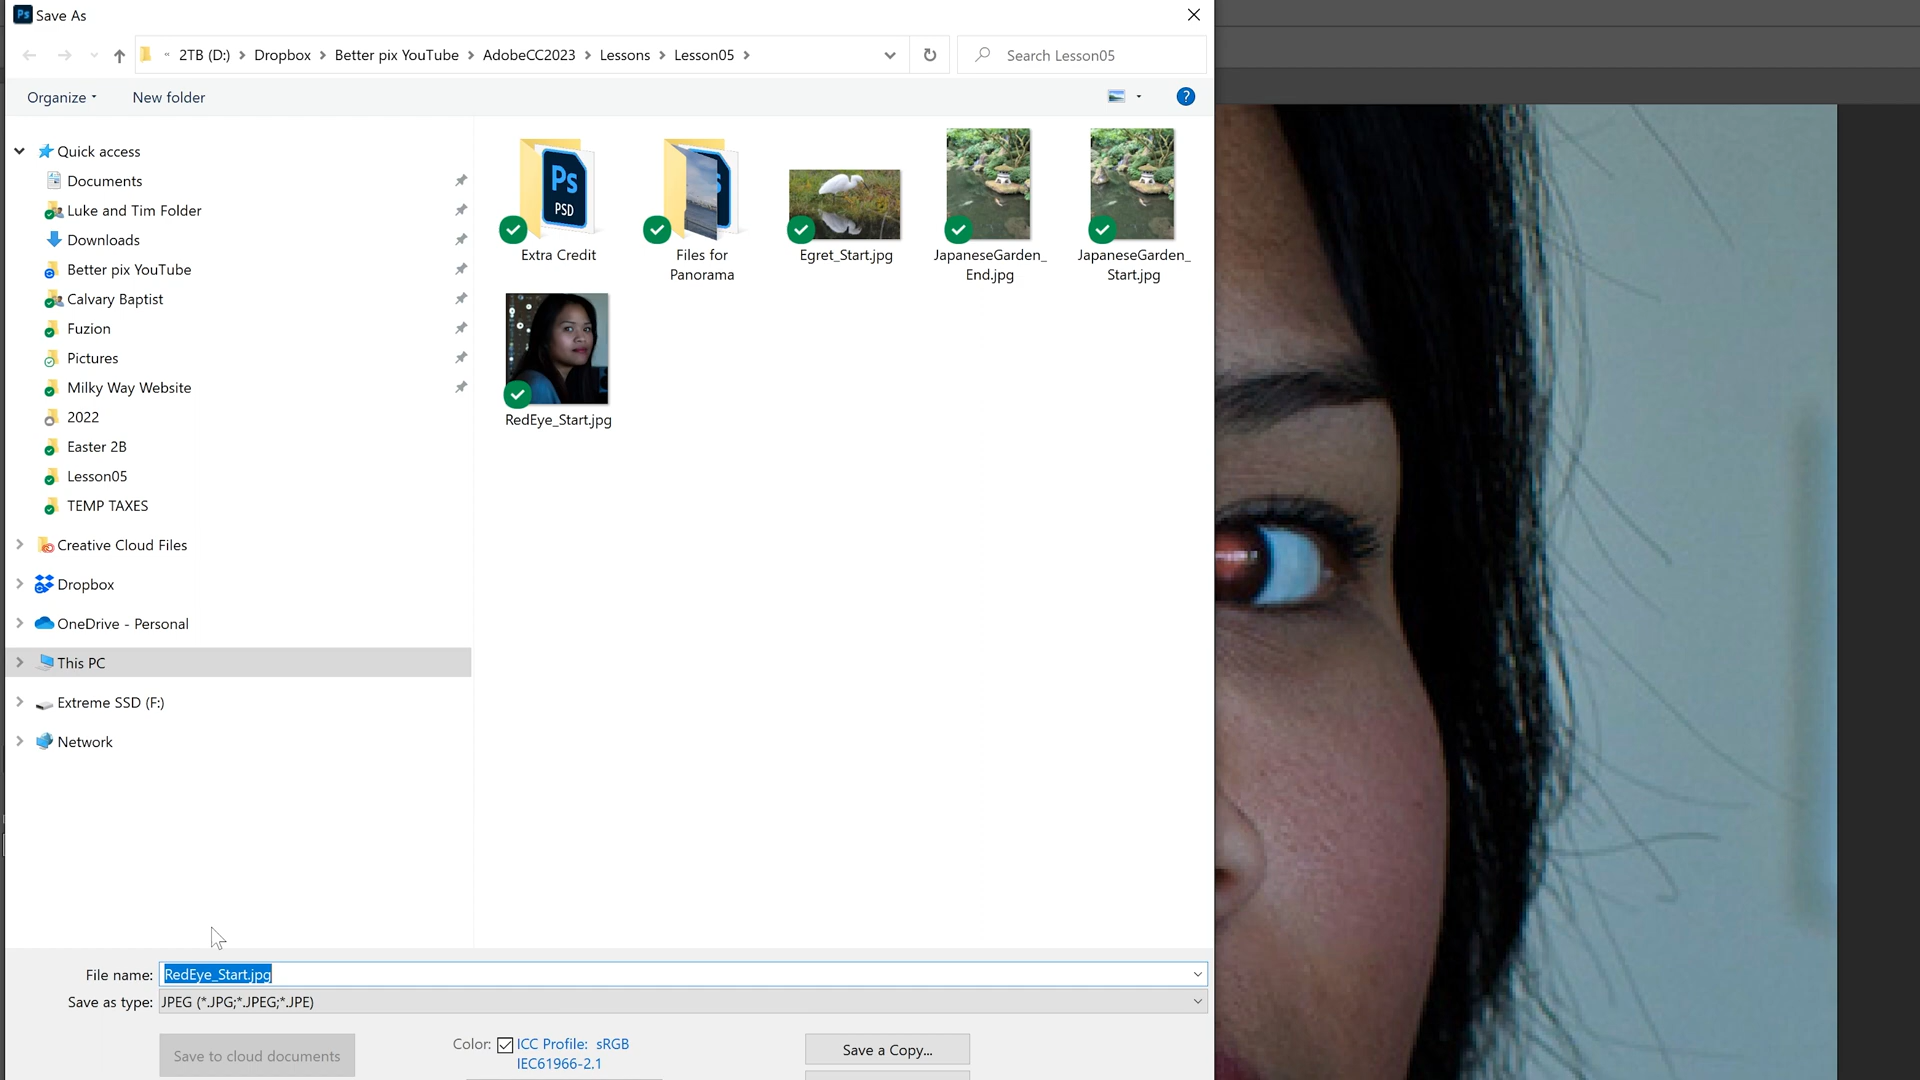 Ps Save As
« 2TB (D:) > Dropbox > Better pix YouTube > AdobeCC2023 > Lessons > Lesson05 >
Search Lesson05
Organize
New folder
?
Quick access
Documents
Luke and Tim Folder
Downloads
Better pix YouTube
Calvary Baptist
Fuzion
Pictures
Milky Way Website
2022
Easter 2B
Lesson05
TEMP TAXES
Creative Cloud Files
Dropbox
OneDrive - Personal
This PC
Extreme SSD (F:)
Network
Ps
PSD
Extra Credit
Files for
Panorama
Egret_Start.jpg
JapaneseGarden_
End.jpg
JapaneseGarden_
Start.jpg
RedEye_Start.jpg
File name: RedEye_Start.jpg
Save as type: JPEG (*.JPG;*.JPEG;*.JPE)
Save to cloud documents
Color: ICC Profile: sRGB
IEC61966-2.1
Save a Copy...